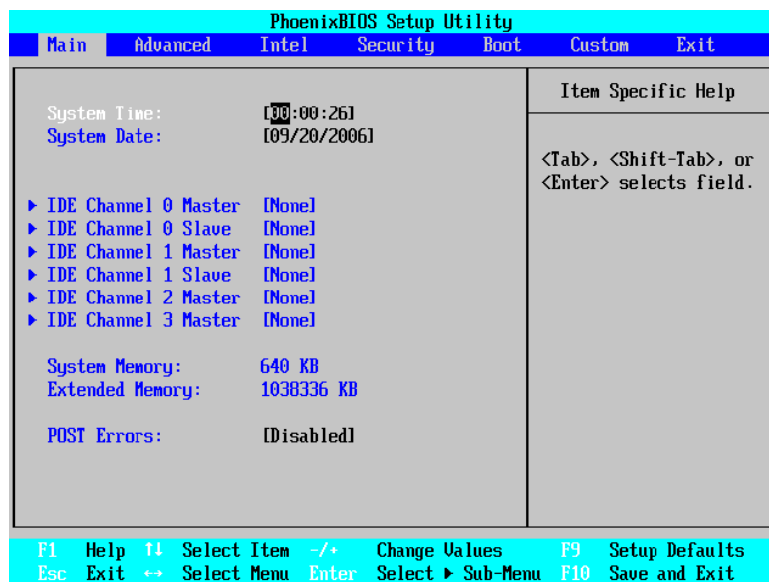 PhoenixBIOS Setup Utility
Main Advanced Intel Security Boot Custom Exit
Item Specific Help
System Time: [00:00:26]
System Date: [09/20/2006]
<Tab>, <Shift-Tab>, or
<Enter> selects field.
▶ IDE Channel 0 Master [None]
▶ IDE Channel 0 Slave [None]
▶ IDE Channel 1 Master [None]
▶ IDE Channel 1 Slave [None]
▶ IDE Channel 2 Master [None]
▶ IDE Channel 3 Master [None]
System Memory: 640 KB
Extended Memory: 1038336 KB
POST Errors: [Disabled]
F1 Help ↑↓ Select Item -/+ Change Values F9 Setup Defaults
Esc Exit ↔ Select Menu Enter Select ▶ Sub-Menu F10 Save and Exit